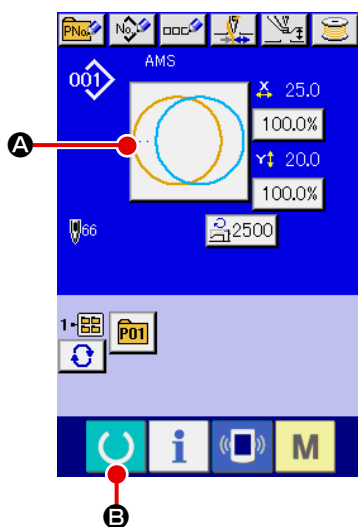 PNo. No.
AMS
001
X 25.0
A
100.0%
Y 20.0
100.0%
66
2500
1-
P01
i M
B